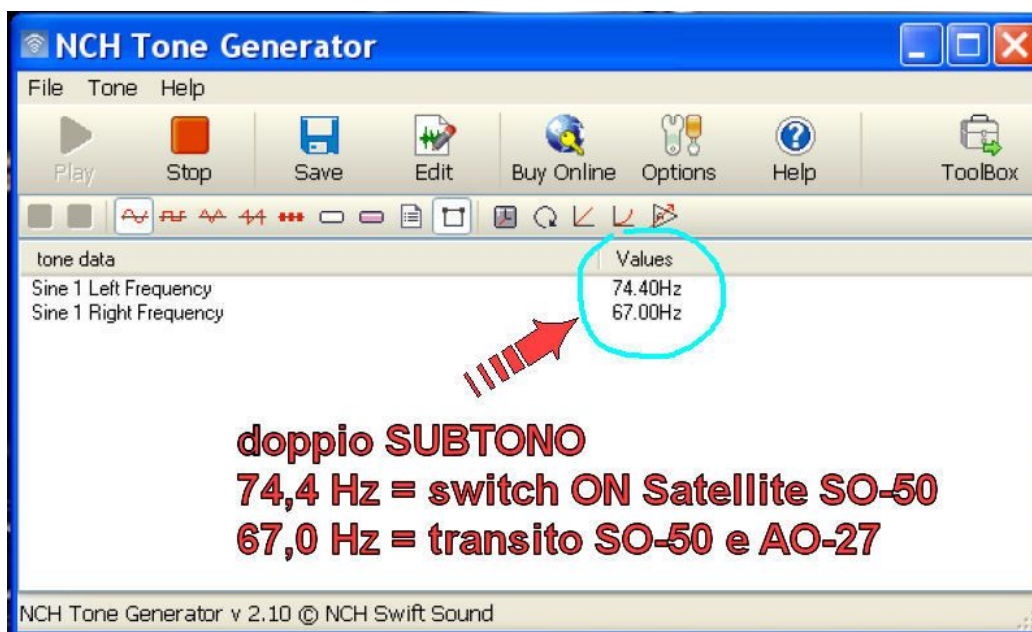 NCH Tone Generator
File Tone Help
Play Stop Save Edit Buy Online Options Help ToolBox
tone data Values
Sine 1 Left Frequency 74.40Hz
Sine 1 Right Frequency 67.00Hz
doppio SUBTONO
74,4 Hz = switch ON Satellite SO-50
67,0 Hz = transito SO-50 e AO-27
NCH Tone Generator v 2.10 © NCH Swift Sound